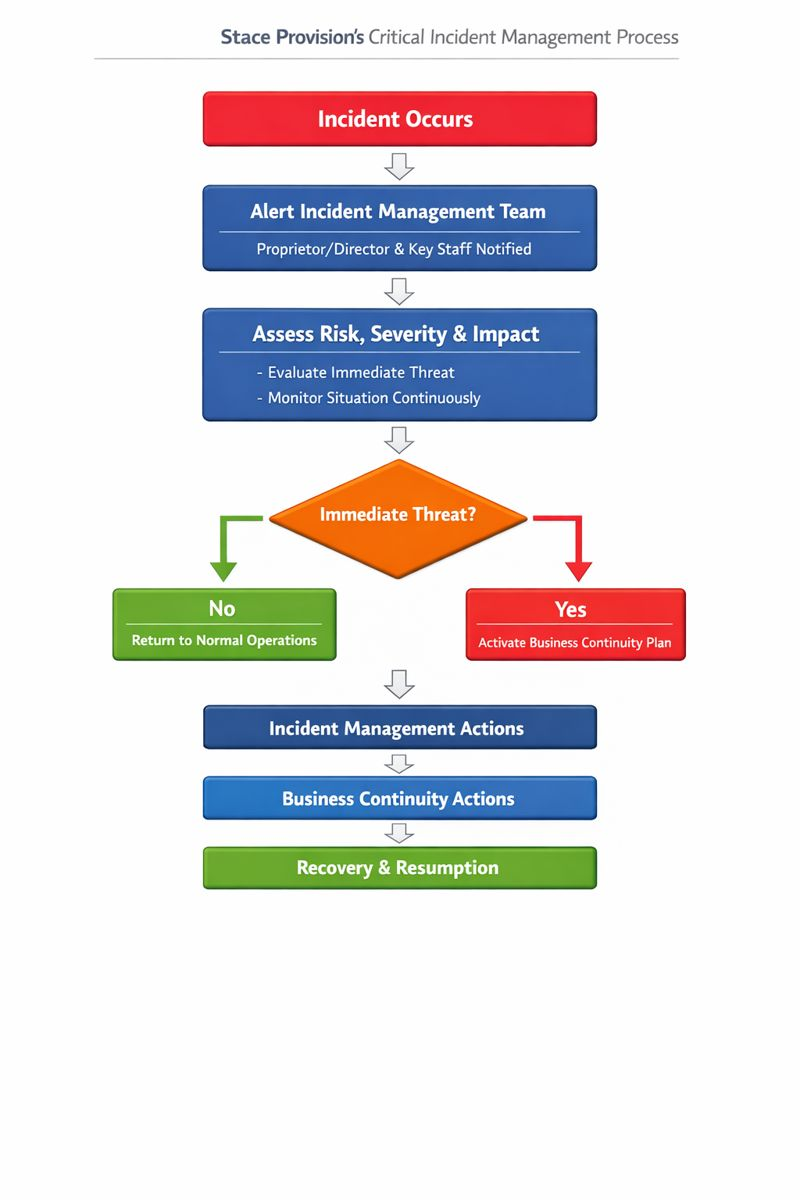 Stace Provision's Critical Incident Management Process
Incident Occurs
Alert Incident Management Team
Proprietor/Director & Key Staff Notified
Assess Risk, Severity & Impact
- Evaluate Immediate Threat
- Monitor Situation Continuously
Immediate Threat?
No
Return to Normal Operations
Yes
Activate Business Continuity Plan
Incident Management Actions
Business Continuity Actions
Recovery & Resumption